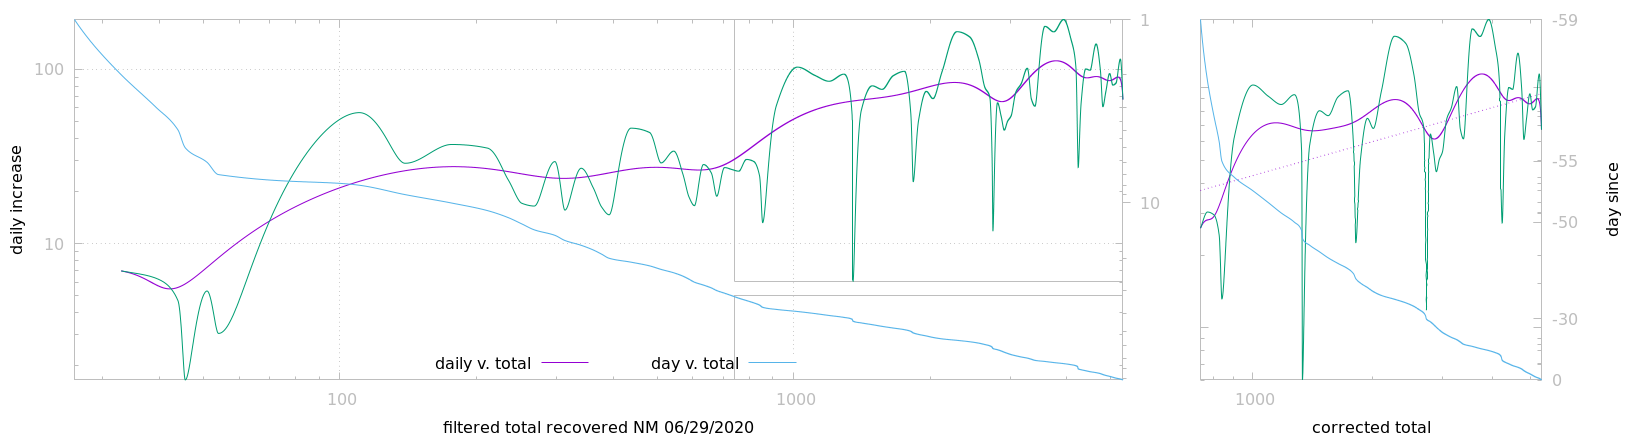 daily increase
100
10
daily v. total
day v. total
100
1000
filtered total recovered NM 06/29/2020
1
10
1000
corrected total
-59
-55
-50
-30
0
day since